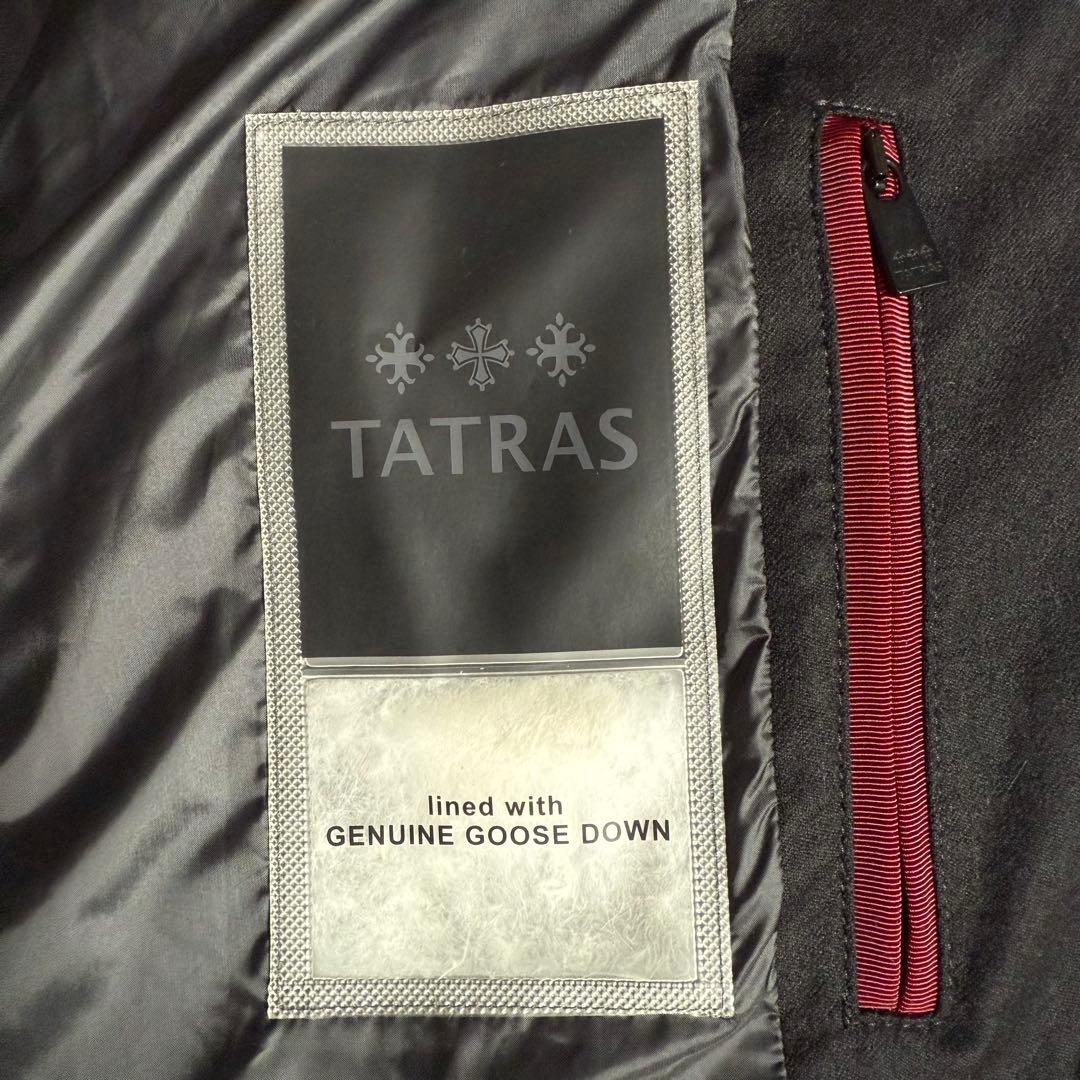 TATRAS
lined with
GENUINE GOOSE DOWN